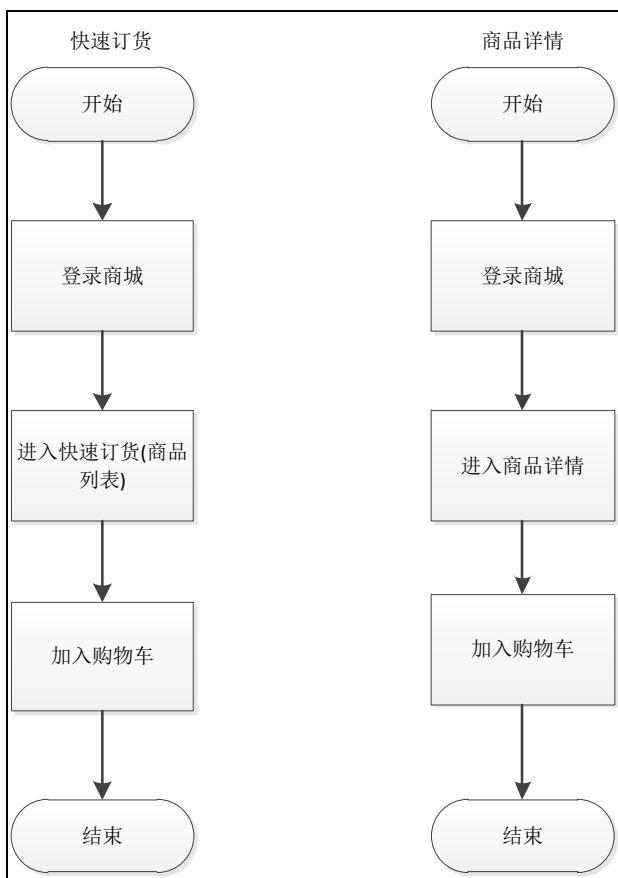 快速订货
开始
登录商城
进入快速订货(商品
列表)
加入购物车
结束
商品详情
开始
登录商城
进入商品详情
加入购物车
结束